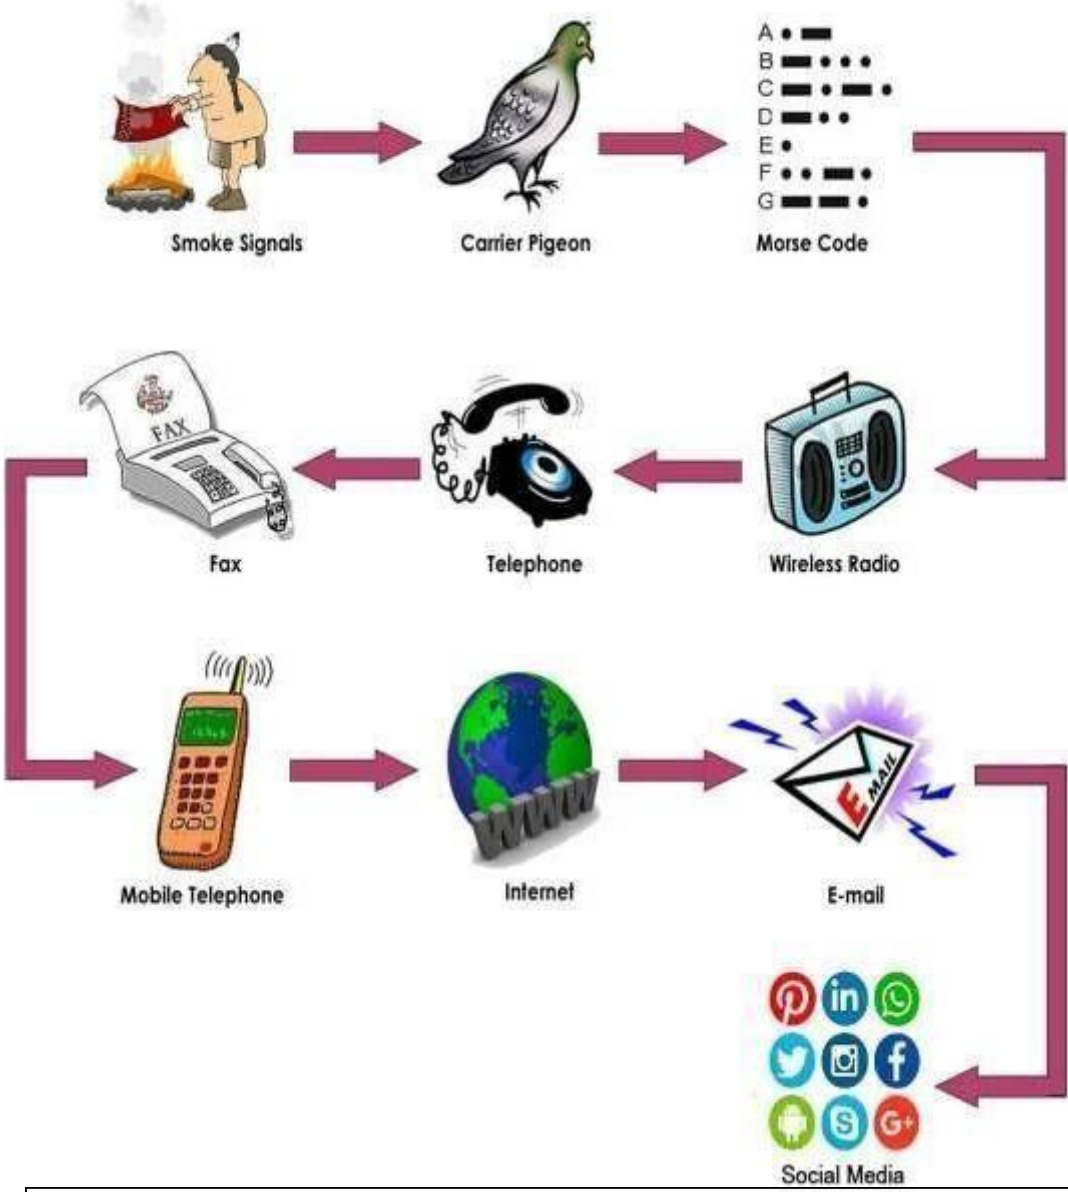 A
B
C
D
E
F
G
Smoke Signals
Carrier Pigeon
Morse Code
FAX
Fax
Telephone
Wireless Radio
WWW
E MAIL
Mobile Telephone
Internet
E-mail
in
f
S
G+
Social Media